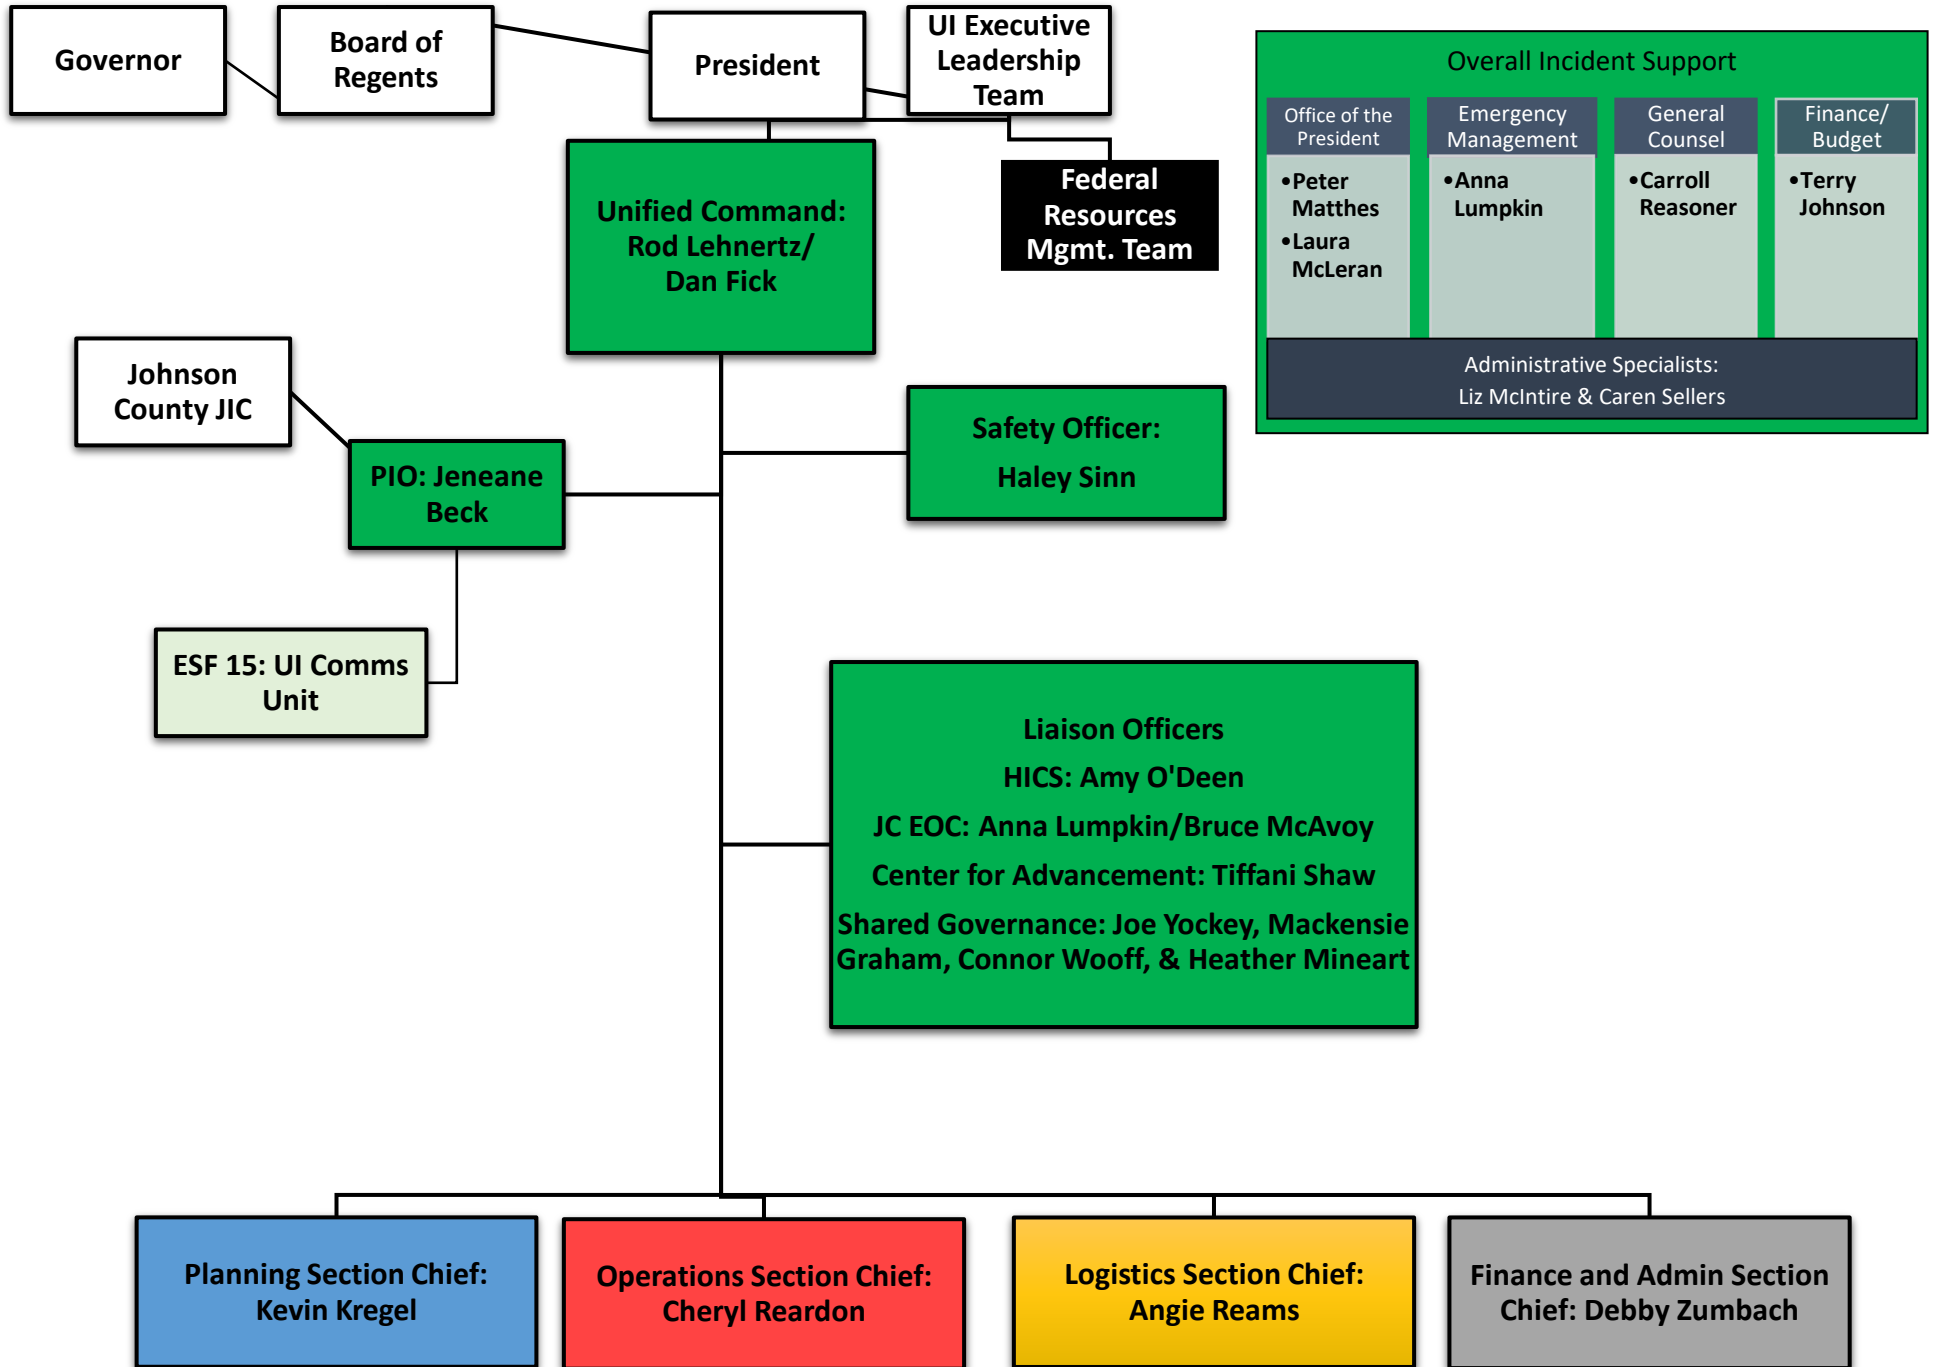 Governor
Board of
Regents
President
UI Executive
Leadership
Team
Overall Incident Support
Office of the
President
Emergency
Management
General
Counsel
Finance/
Budget
•Peter
Matthes
•Laura
McLeran
•Anna
Lumpkin
•Carroll
Reasoner
•Terry
Johnson
Administrative Specialists:
Liz McIntire & Caren Sellers
Unified Command:
Rod Lehnertz/
Dan Fick
Federal
Resources
Mgmt. Team
Johnson
County JIC
PIO: Jeneane
Beck
Safety Officer:
Haley Sinn
ESF 15: UI Comms
Unit
Liaison Officers
HICS: Amy O'Deen
JC EOC: Anna Lumpkin/Bruce McAvoy
Center for Advancement: Tiffani Shaw
Shared Governance: Joe Yockey, Mackensie
Graham, Connor Wooff, & Heather Mineart
Planning Section Chief:
Kevin Kregel
Operations Section Chief:
Cheryl Reardon
Logistics Section Chief:
Angie Reams
Finance and Admin Section
Chief: Debby Zumbach